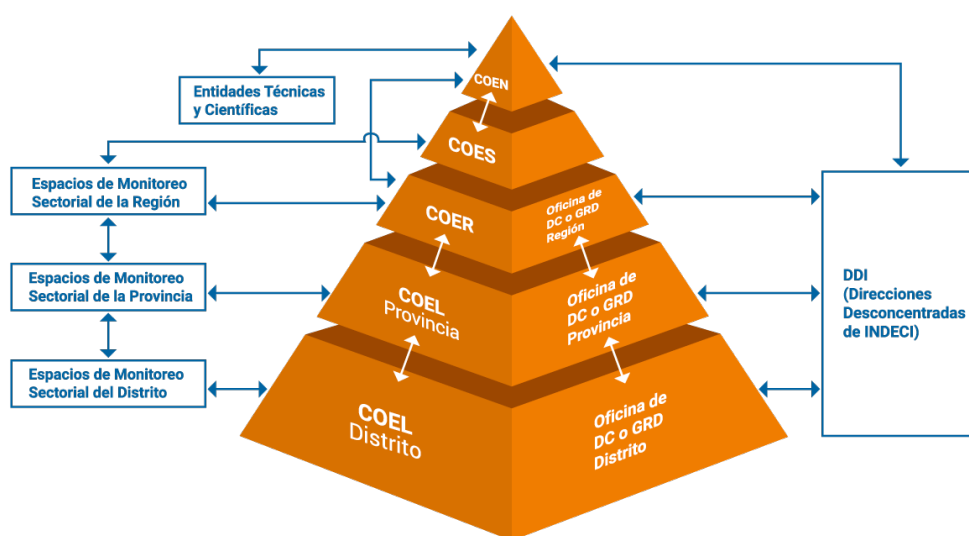 Entidades Técnicas
y Científicas
COEN
COES
Espacios de Monitoreo
Sectorial de la Región
COER
Oficina de
DC o GRD
Región
Espacios de Monitoreo
Sectorial de la Provincia
COEL
Provincia
Oficina de
DC o GRD
Provincia
DDI
(Direcciones
Desconcentradas
de INDECI)
Espacios de Monitoreo
Sectorial del Distrito
COEL
Distrito
Oficina de
DC o GRD
Distrito